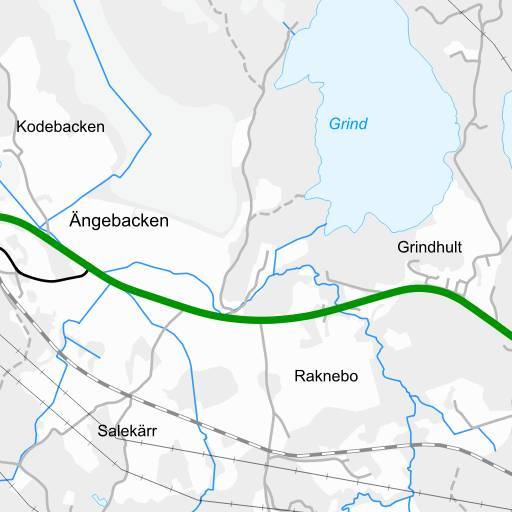 Grind
Kodebacken
Ängebacken
Grindhult
Raknebo
Salekärr